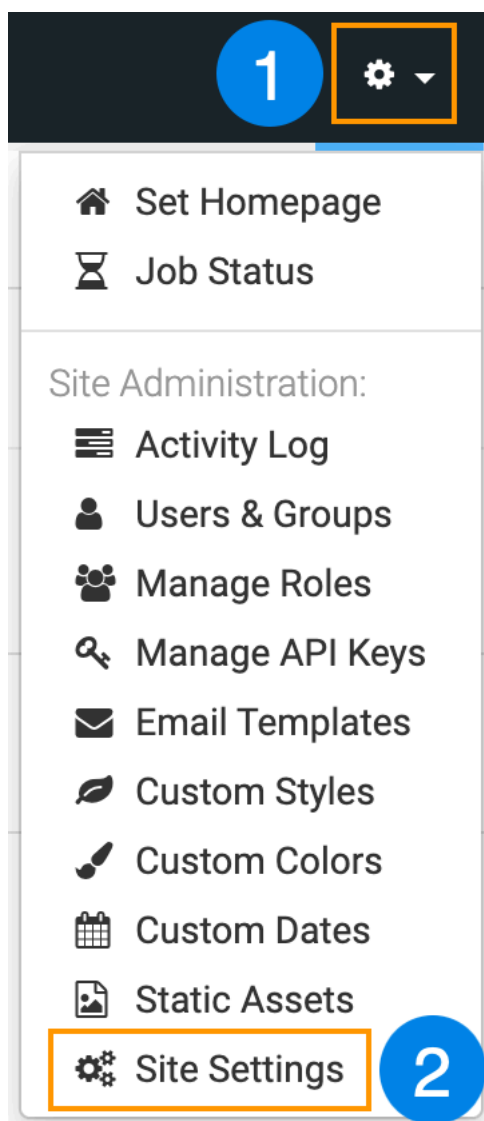 1
Set Homepage
Job Status
Site Administration:
Activity Log
Users & Groups
Manage Roles
Manage API Keys
Email Templates
Custom Styles
Custom Colors
Custom Dates
Static Assets
Site Settings 2